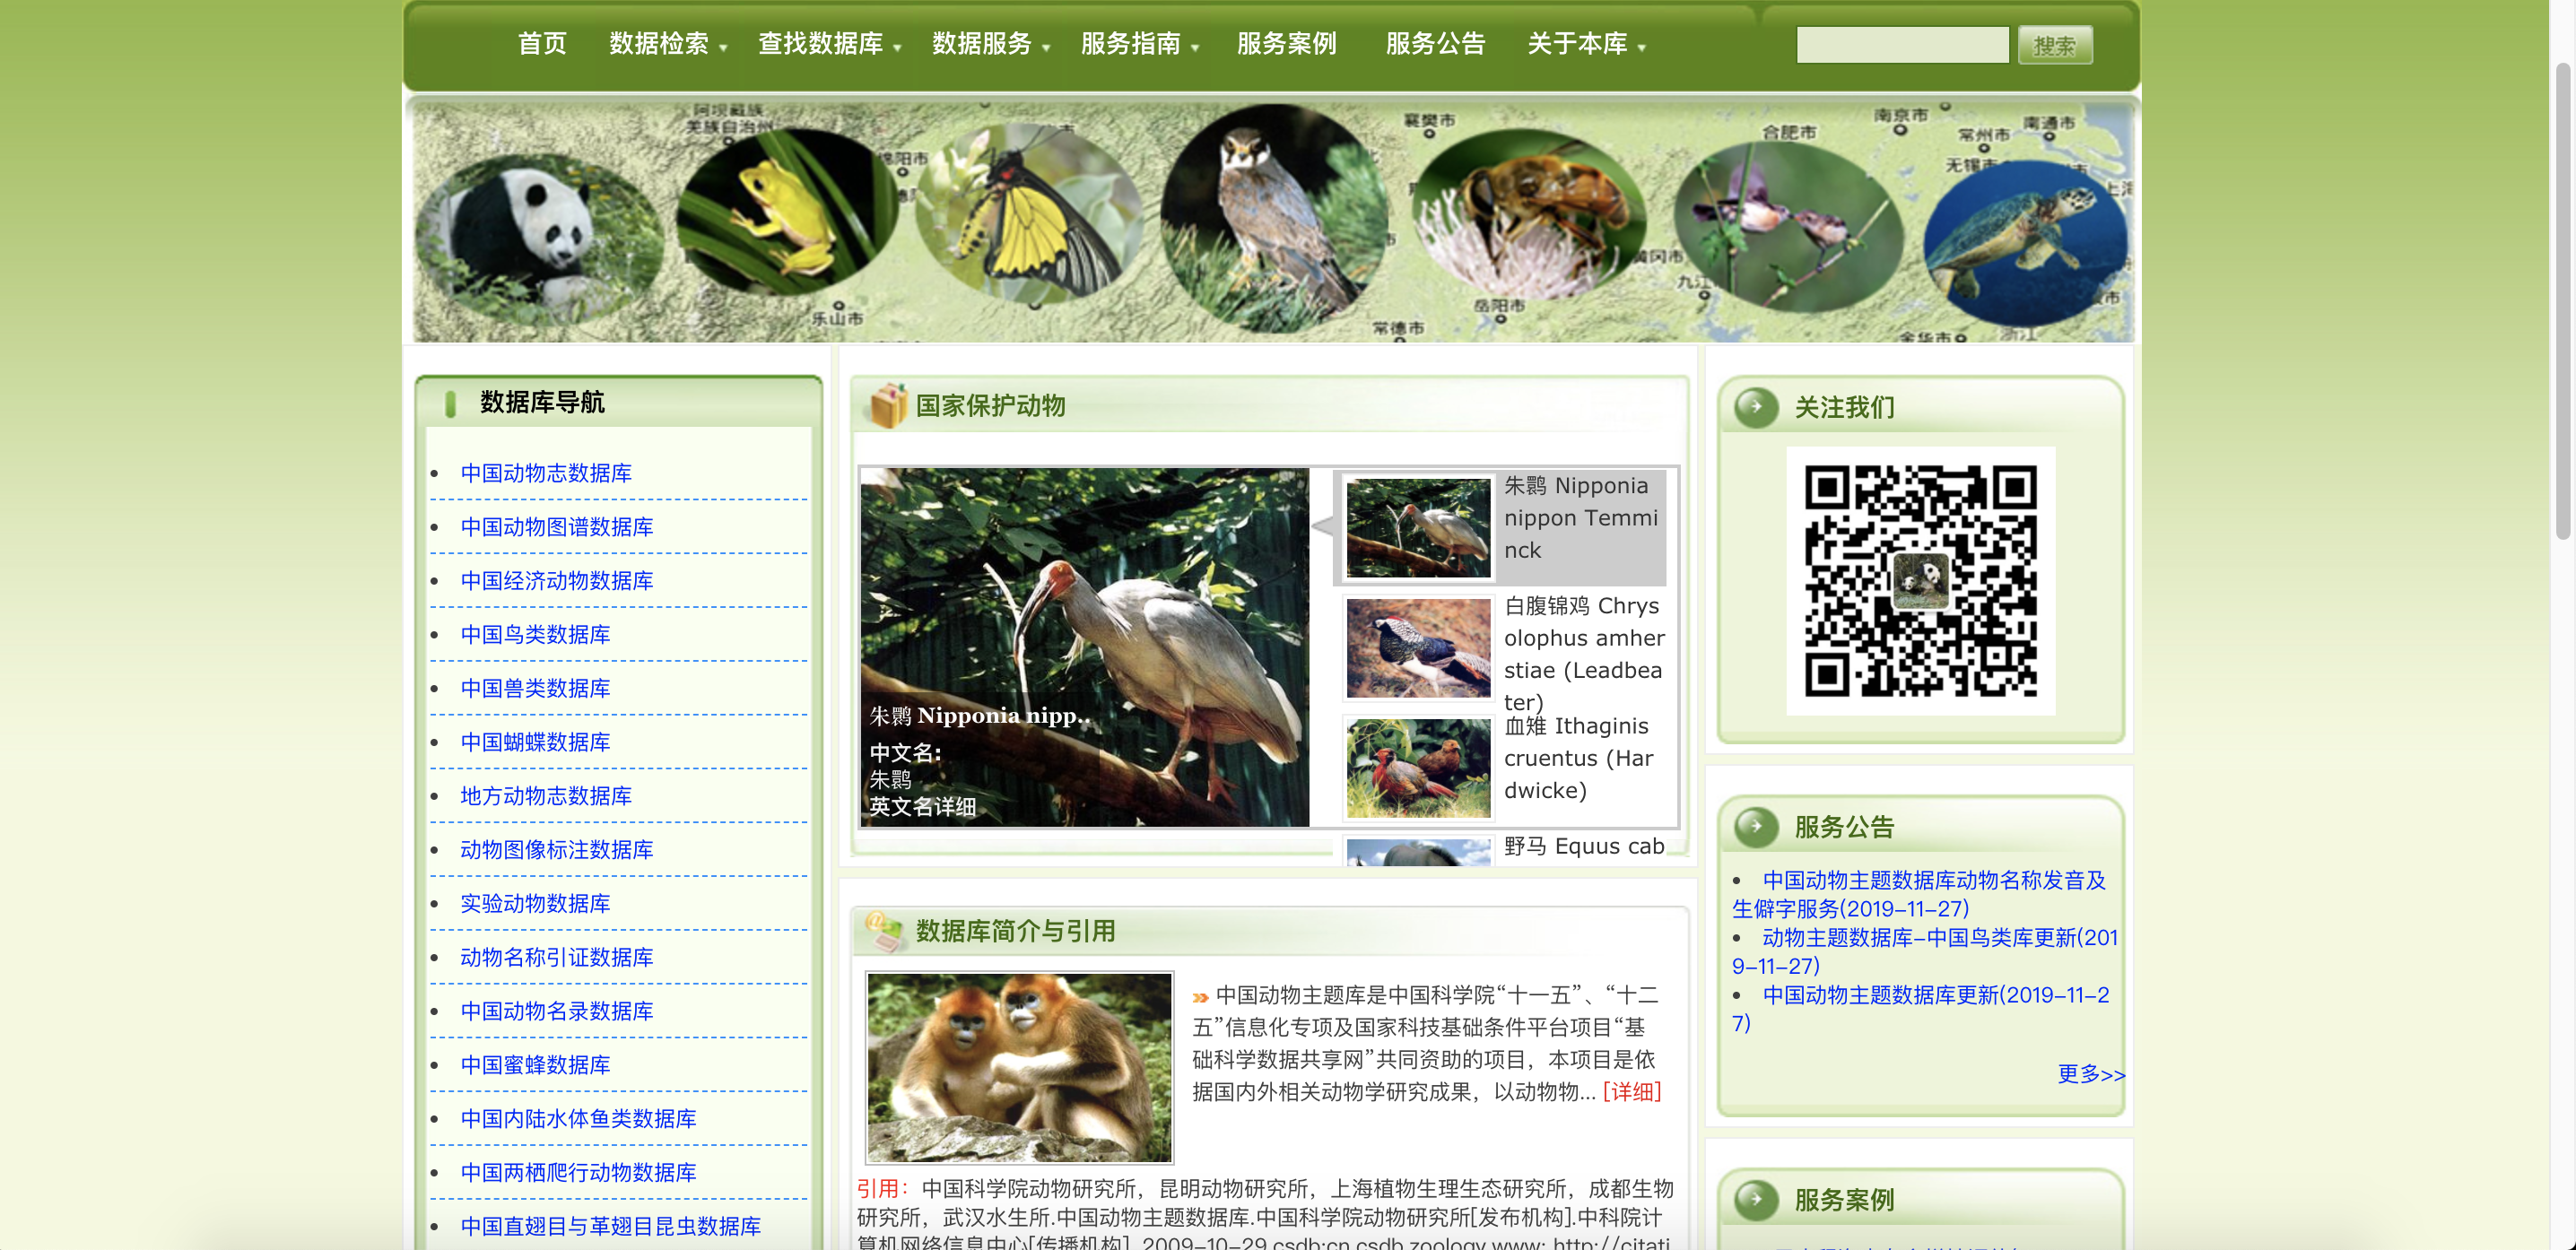 首页 数据检索 查找数据库 数据服务 服务指南 服务案例 服务公告 关于本库 搜索
阿坝藏族
羌族自治州
绵阳市
乐山市
襄樊市
常德市
岳阳市
黄冈市
合肥市
南京市
常州市
南通市
无锡市
金华市
数据库导航
中国动物志数据库
中国动物图谱数据库
中国经济动物数据库
中国鸟类数据库
中国兽类数据库
中国蝴蝶数据库
地方动物志数据库
动物图像标注数据库
实验动物数据库
动物名称引证数据库
中国动物名录数据库
中国蜜蜂数据库
中国内陆水体鱼类数据库
中国两栖爬行动物数据库
中国直翅目与革翅目昆虫数据库
国家保护动物
朱鹮 Nipponia nipp..
中文名:
朱鹮
英文名详细
朱鹮 Nipponia
nippon Temmi
nck
白腹锦鸡 Chrys
olophus amher
stiae (Leadbea
ter)
血雉 Ithaginis
cruentus (Har
dwicke)
野马 Equus cab
数据库简介与引用
中国动物主题库是中国科学院“十一五”、“十二
五”信息化专项及国家科技基础条件平台项目“基
础科学数据共享网”共同资助的项目，本项目是依
据国内外相关动物学研究成果，以动物物... [详细]
引用：中国科学院动物研究所，昆明动物研究所，上海植物生理生态研究所，成都生物
研究所，武汉水生所.中国动物主题数据库.中国科学院动物研究所[发布机构].中科院计
算机网络信息中心[传播机构]，2009-10-29.csdb:cn.csdb.zoology.www; http://citati
关注我们
服务公告
中国动物主题数据库动物名称发音及
生僻字服务(2019-11-27)
动物主题数据库-中国鸟类库更新(201
9-11-27)
中国动物主题数据库更新(2019-11-2
7)
更多>>
服务案例